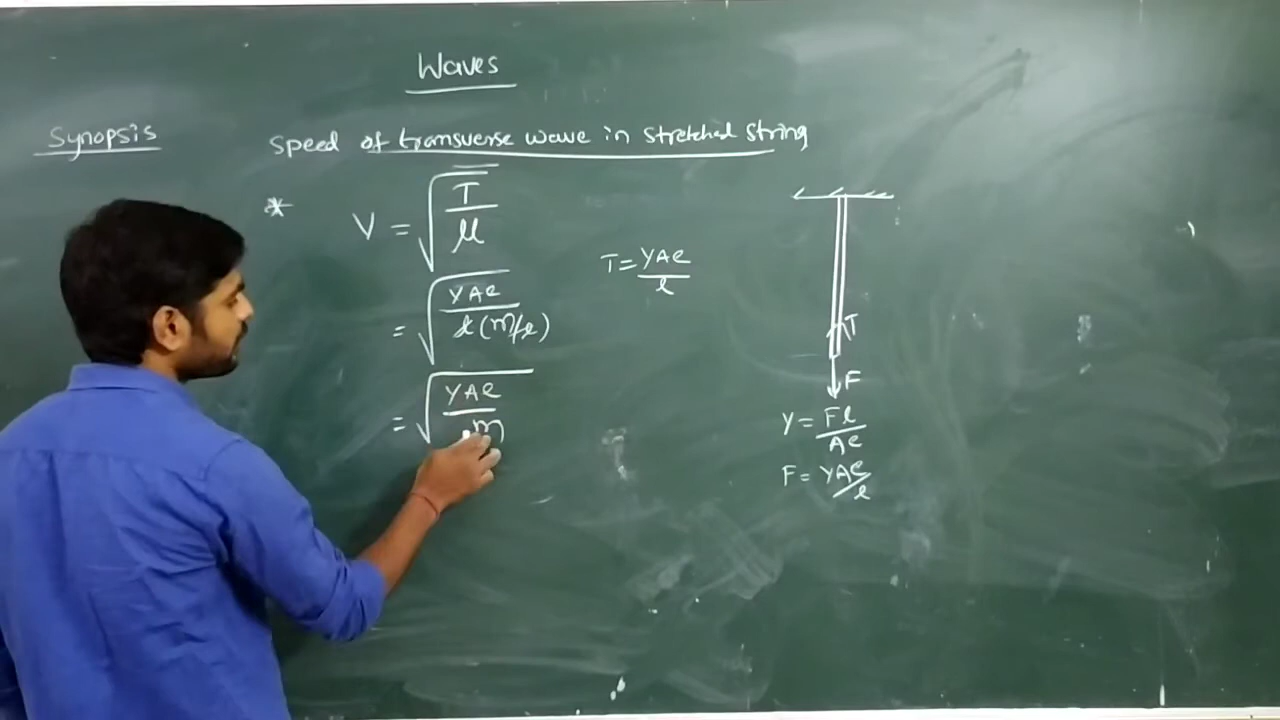 Waves
Synopsis
Speed of transverse wave in stretched string
* V = √(T/μ)
= √(YAe/l(m/l))
= √(YAe/m)
T = YAe/l
T
F
Y = Fl/Ae
F = YAe/l